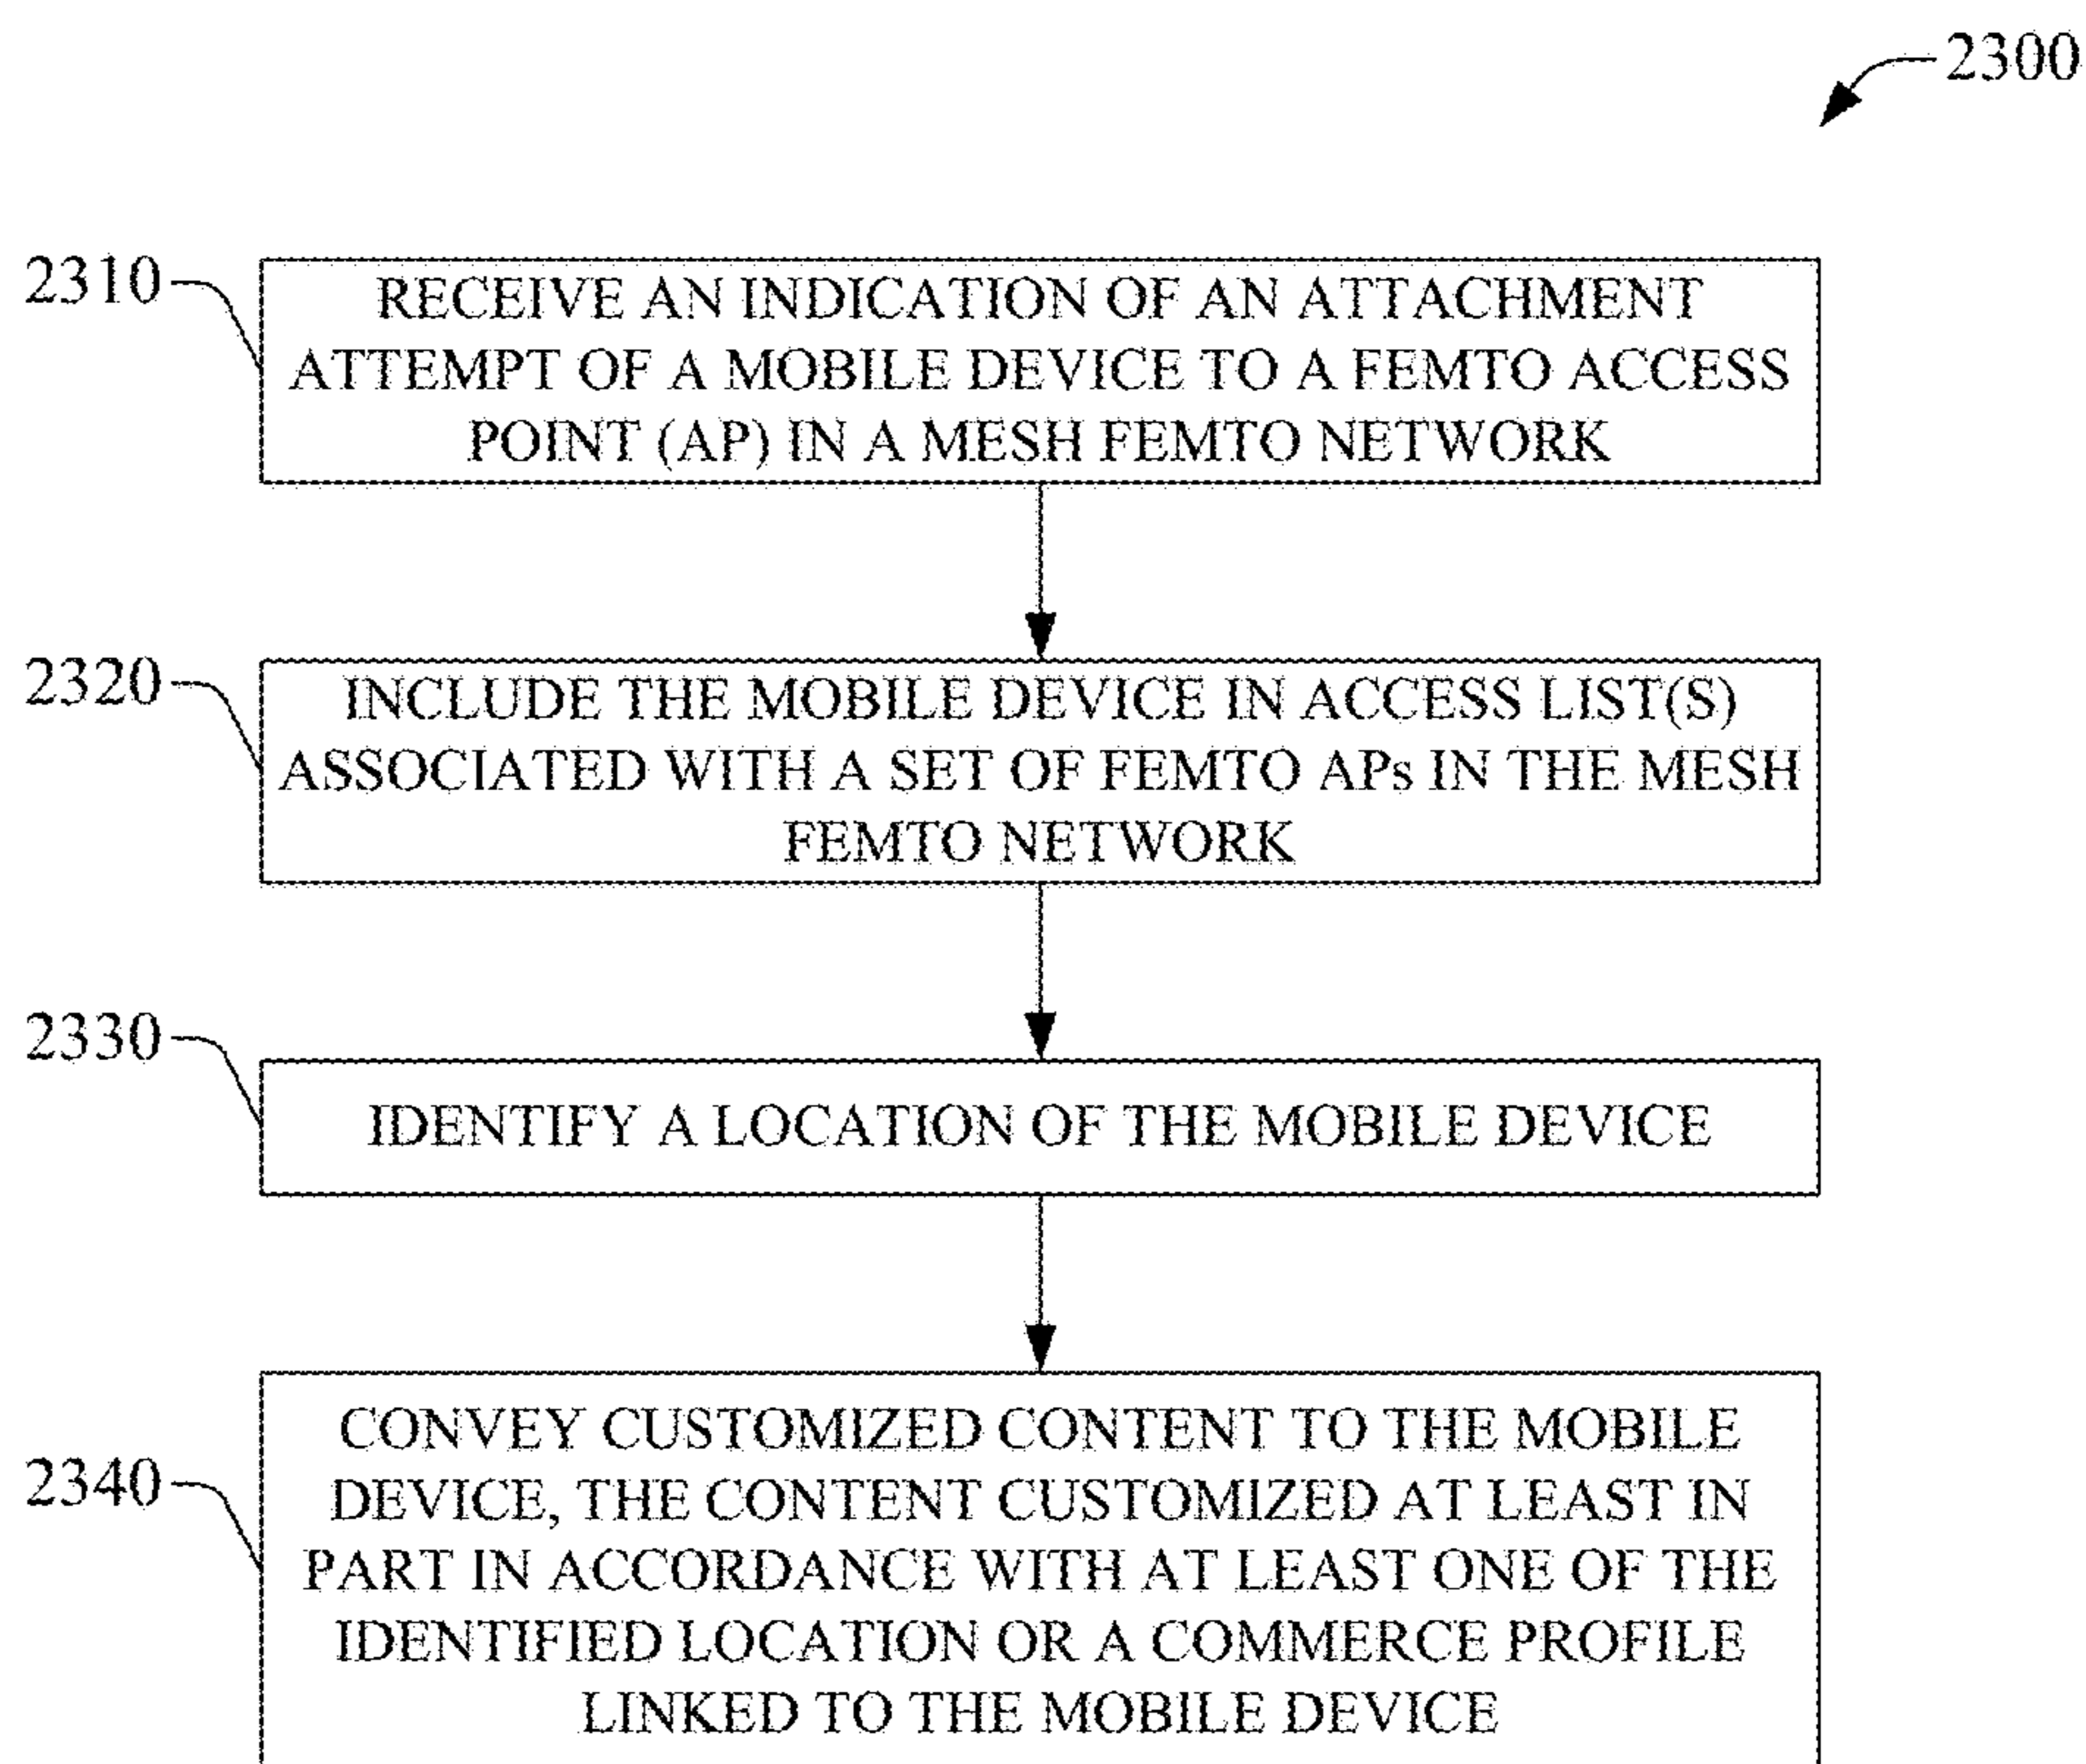 2300
2310
RECEIVE AN INDICATION OF AN ATTACHMENT
ATTEMPT OF A MOBILE DEVICE TO A FEMTO ACCESS
POINT (AP) IN A MESH FEMTO NETWORK
2320
INCLUDE THE MOBILE DEVICE IN ACCESS LIST(S)
ASSOCIATED WITH A SET OF FEMTO APs IN THE MESH
FEMTO NETWORK
2330
IDENTIFY A LOCATION OF THE MOBILE DEVICE
2340
CONVEY CUSTOMIZED CONTENT TO THE MOBILE
DEVICE, THE CONTENT CUSTOMIZED AT LEAST IN
PART IN ACCORDANCE WITH AT LEAST ONE OF THE
IDENTIFIED LOCATION OR A COMMERCE PROFILE
LINKED TO THE MOBILE DEVICE